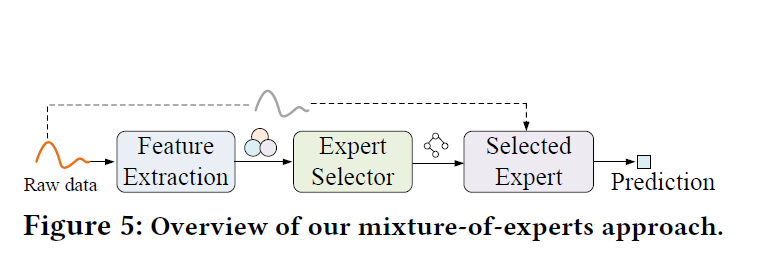 Raw data
Feature
Extraction
Expert
Selector
Selected
Expert
Prediction
Figure 5: Overview of our mixture-of-experts approach.